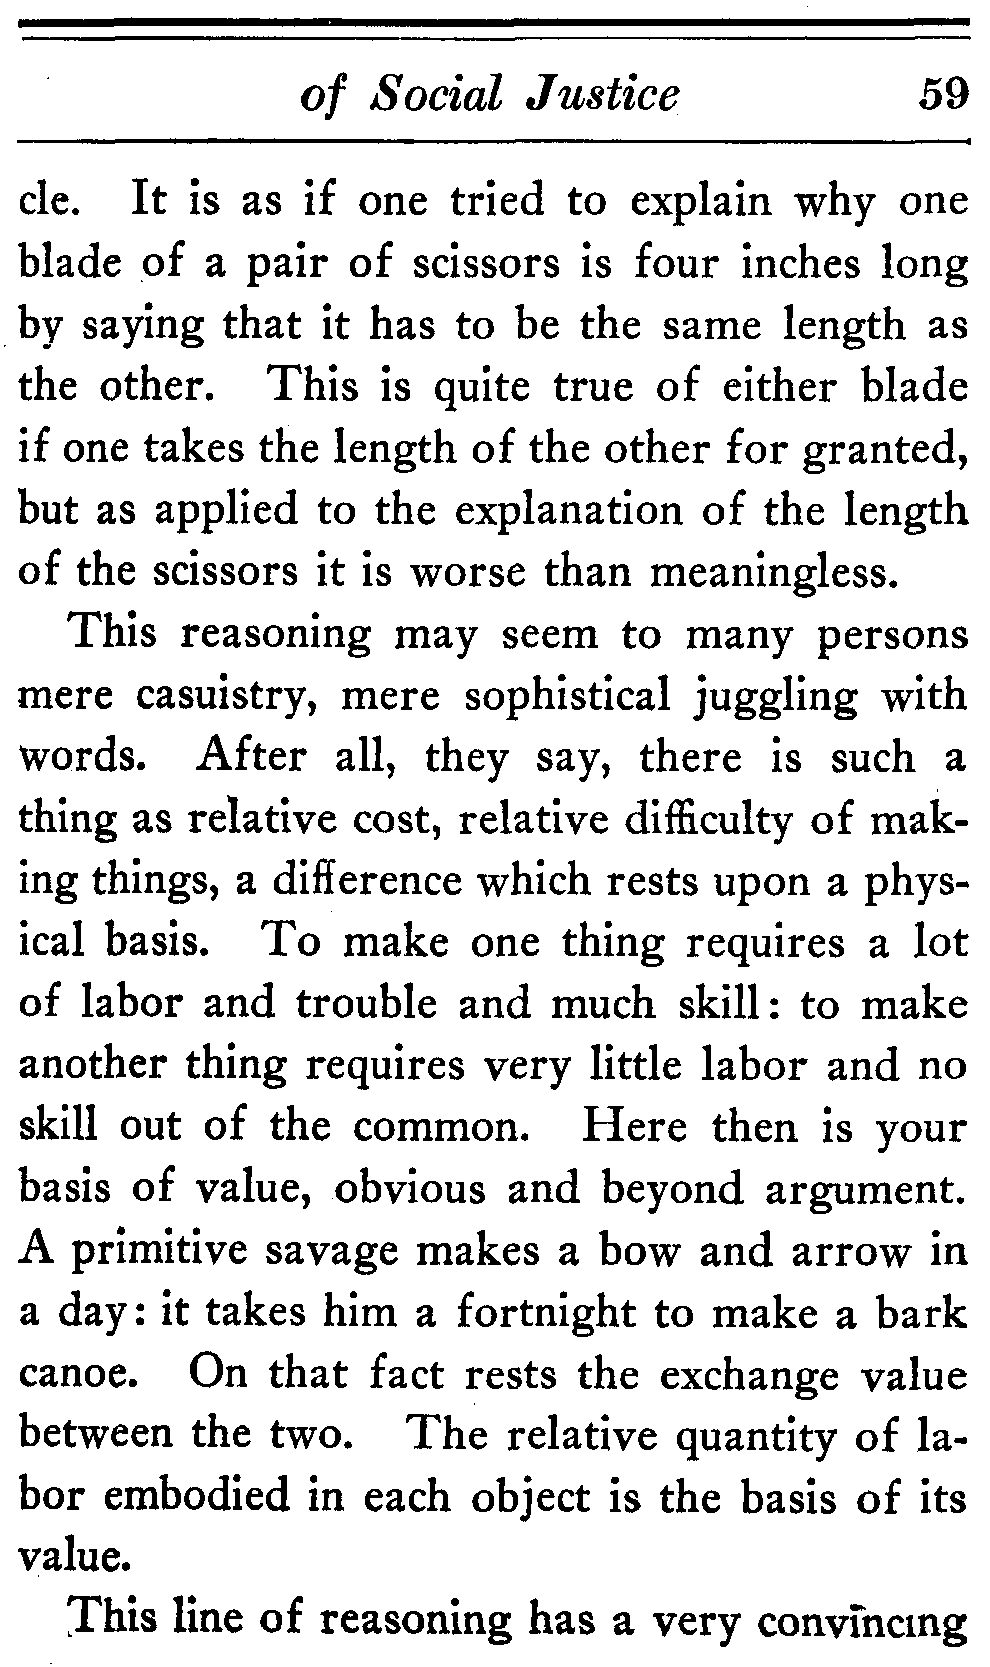 of Social Justice 59
cle. It is as if one tried to explain why one
blade of a pair of scissors is four inches long
by saying that it has to be the same length as
the other. This is quite true of either blade
if one takes the length of the other for granted,
but as applied to the explanation of the length
of the scissors it is worse than meaningless.
This reasoning may seem to many persons
mere casuistry, mere sophistical juggling with
words. After all, they say, there is such a
thing as relative cost, relative difficulty of mak-
ing things, a difference which rests upon a phys-
ical basis. To make one thing requires a lot
of labor and trouble and much skill: to make
another thing requires very little labor and no
skill out of the common. Here then is your
basis of value, obvious and beyond argument.
A primitive savage makes a bow and arrow in
a day: it takes him a fortnight to make a bark
canoe. On that fact rests the exchange value
between the two. The relative quantity of la-
bor embodied in each object is the basis of its
value.
This line of reasoning has a very convincing